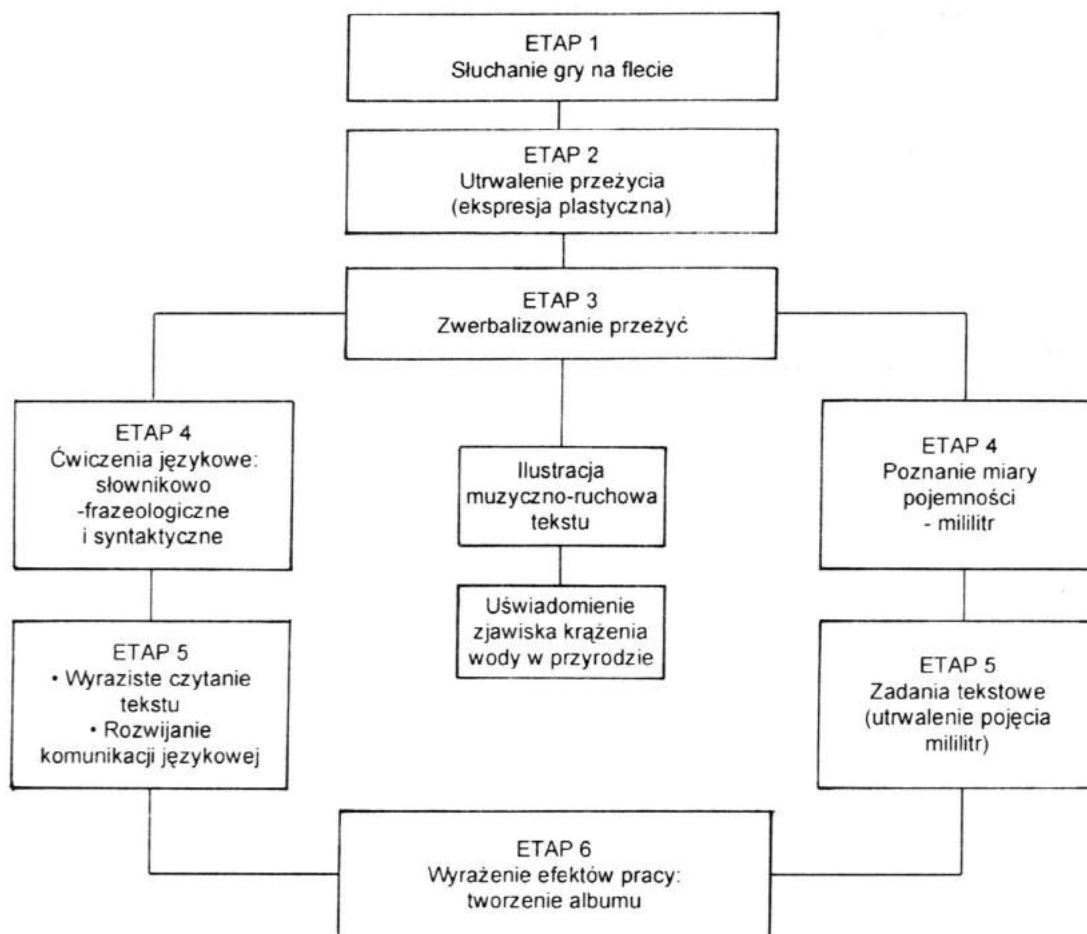 ETAP 1
Słuchanie gry na flecie
ETAP 2
Utrwalenie przeżycia
(ekspresja plastyczna)
ETAP 3
Zwerbalizowanie przeżyć
ETAP 4
Ćwiczenia językowe:
słownikowo
-frazeologiczne
i syntaktyczne
Ilustracja
muzyczno-ruchowa
tekstu
ETAP 4
Poznanie miary
pojemności
- mililitr
ETAP 5
• Wyraziste czytanie
tekstu
• Rozwijanie
komunikacji językowej
Uświadomienie
zjawiska krążenia
wody w przyrodzie
ETAP 5
Zadania tekstowe
(utrwalenie pojęcia
mililitr)
ETAP 6
Wyrażenie efektów pracy:
tworzenie albumu